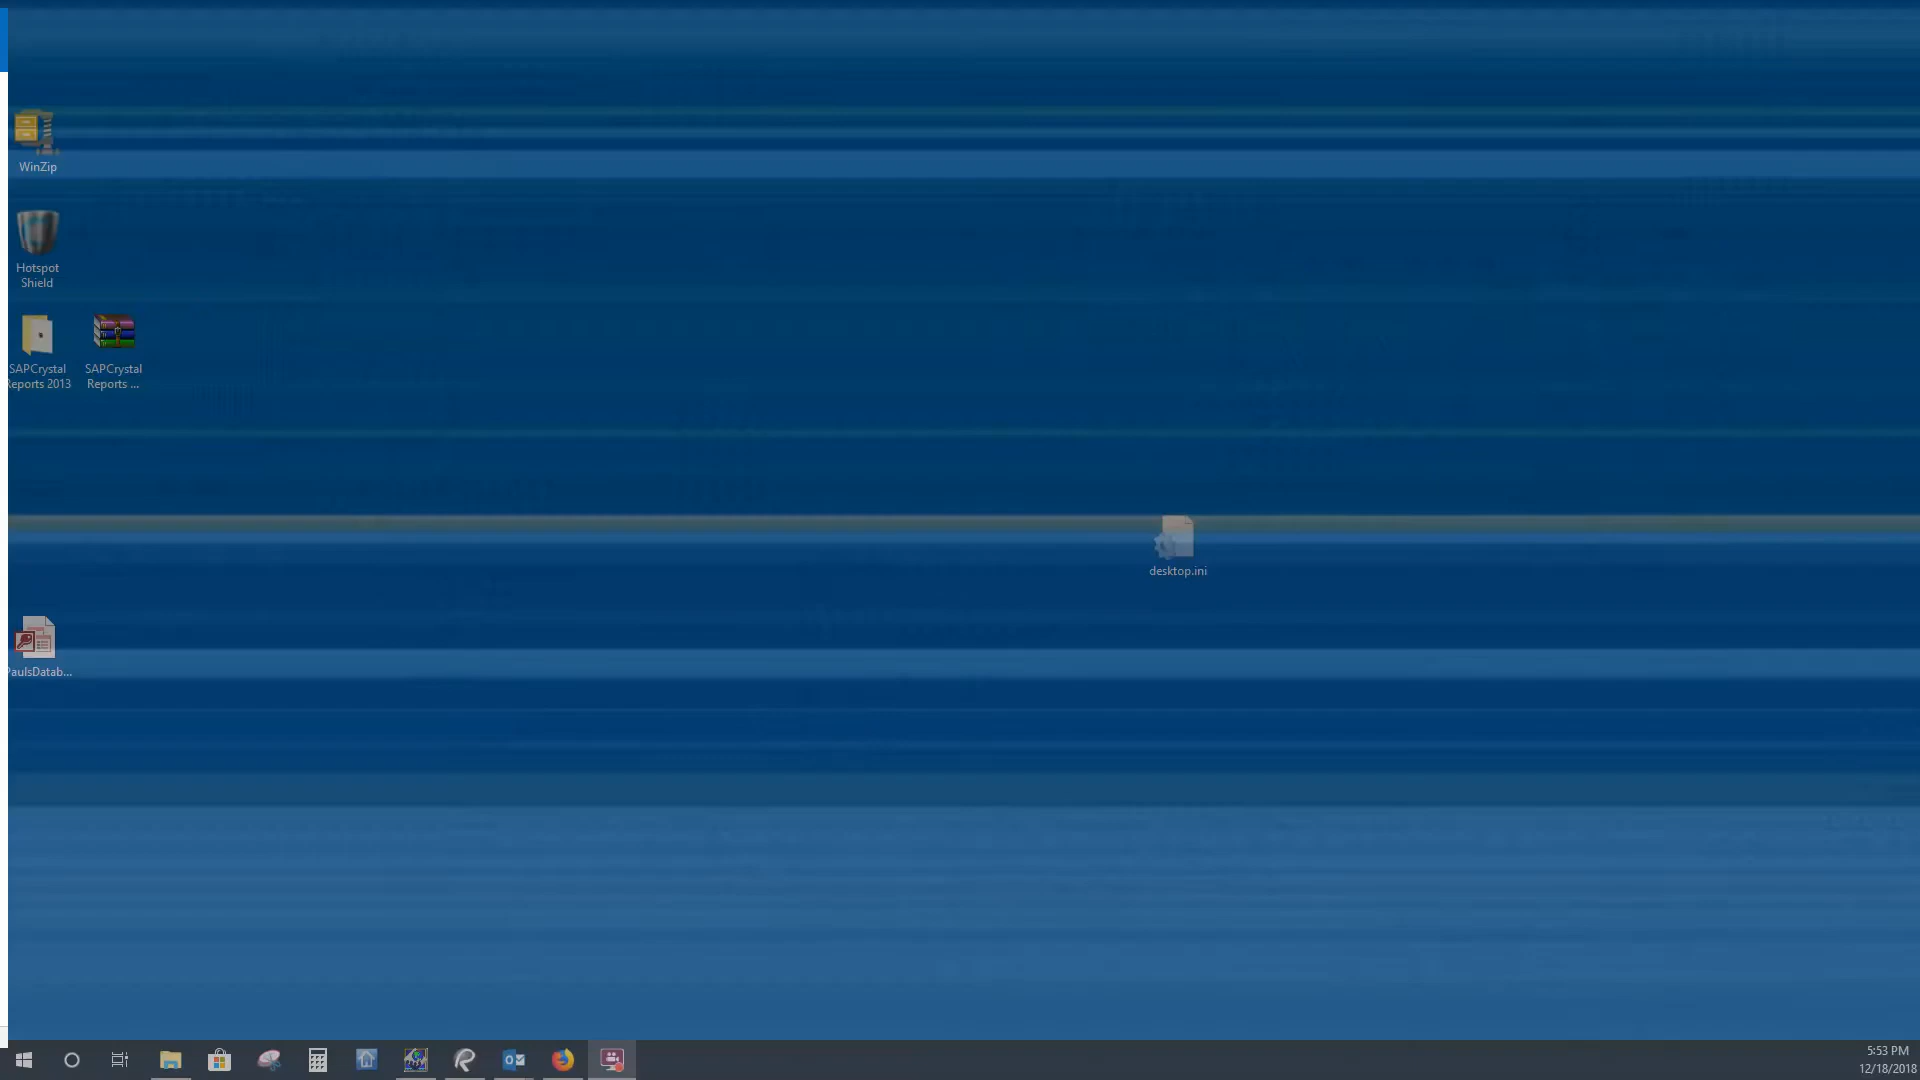 WinZip
Hotspot
Shield
SAPCrystal
Reports 2013
SAPCrystal
Reports ...
desktop.ini
PaulsDatab...
5:53 PM
12/18/2018